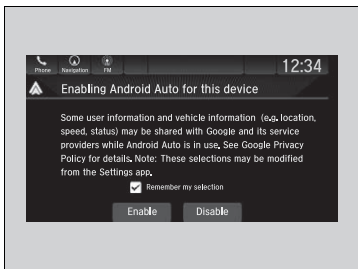 Phone Navigation FM 12:34
Enabling Android Auto for this device
Some user information and vehicle information (e.g. location,
speed, status) may be shared with Google and its service
providers while Android Auto is in use. See Google Privacy
Policy for details. Note: These selections may be modified
from the Settings app.
Remember my selection
Enable Disable